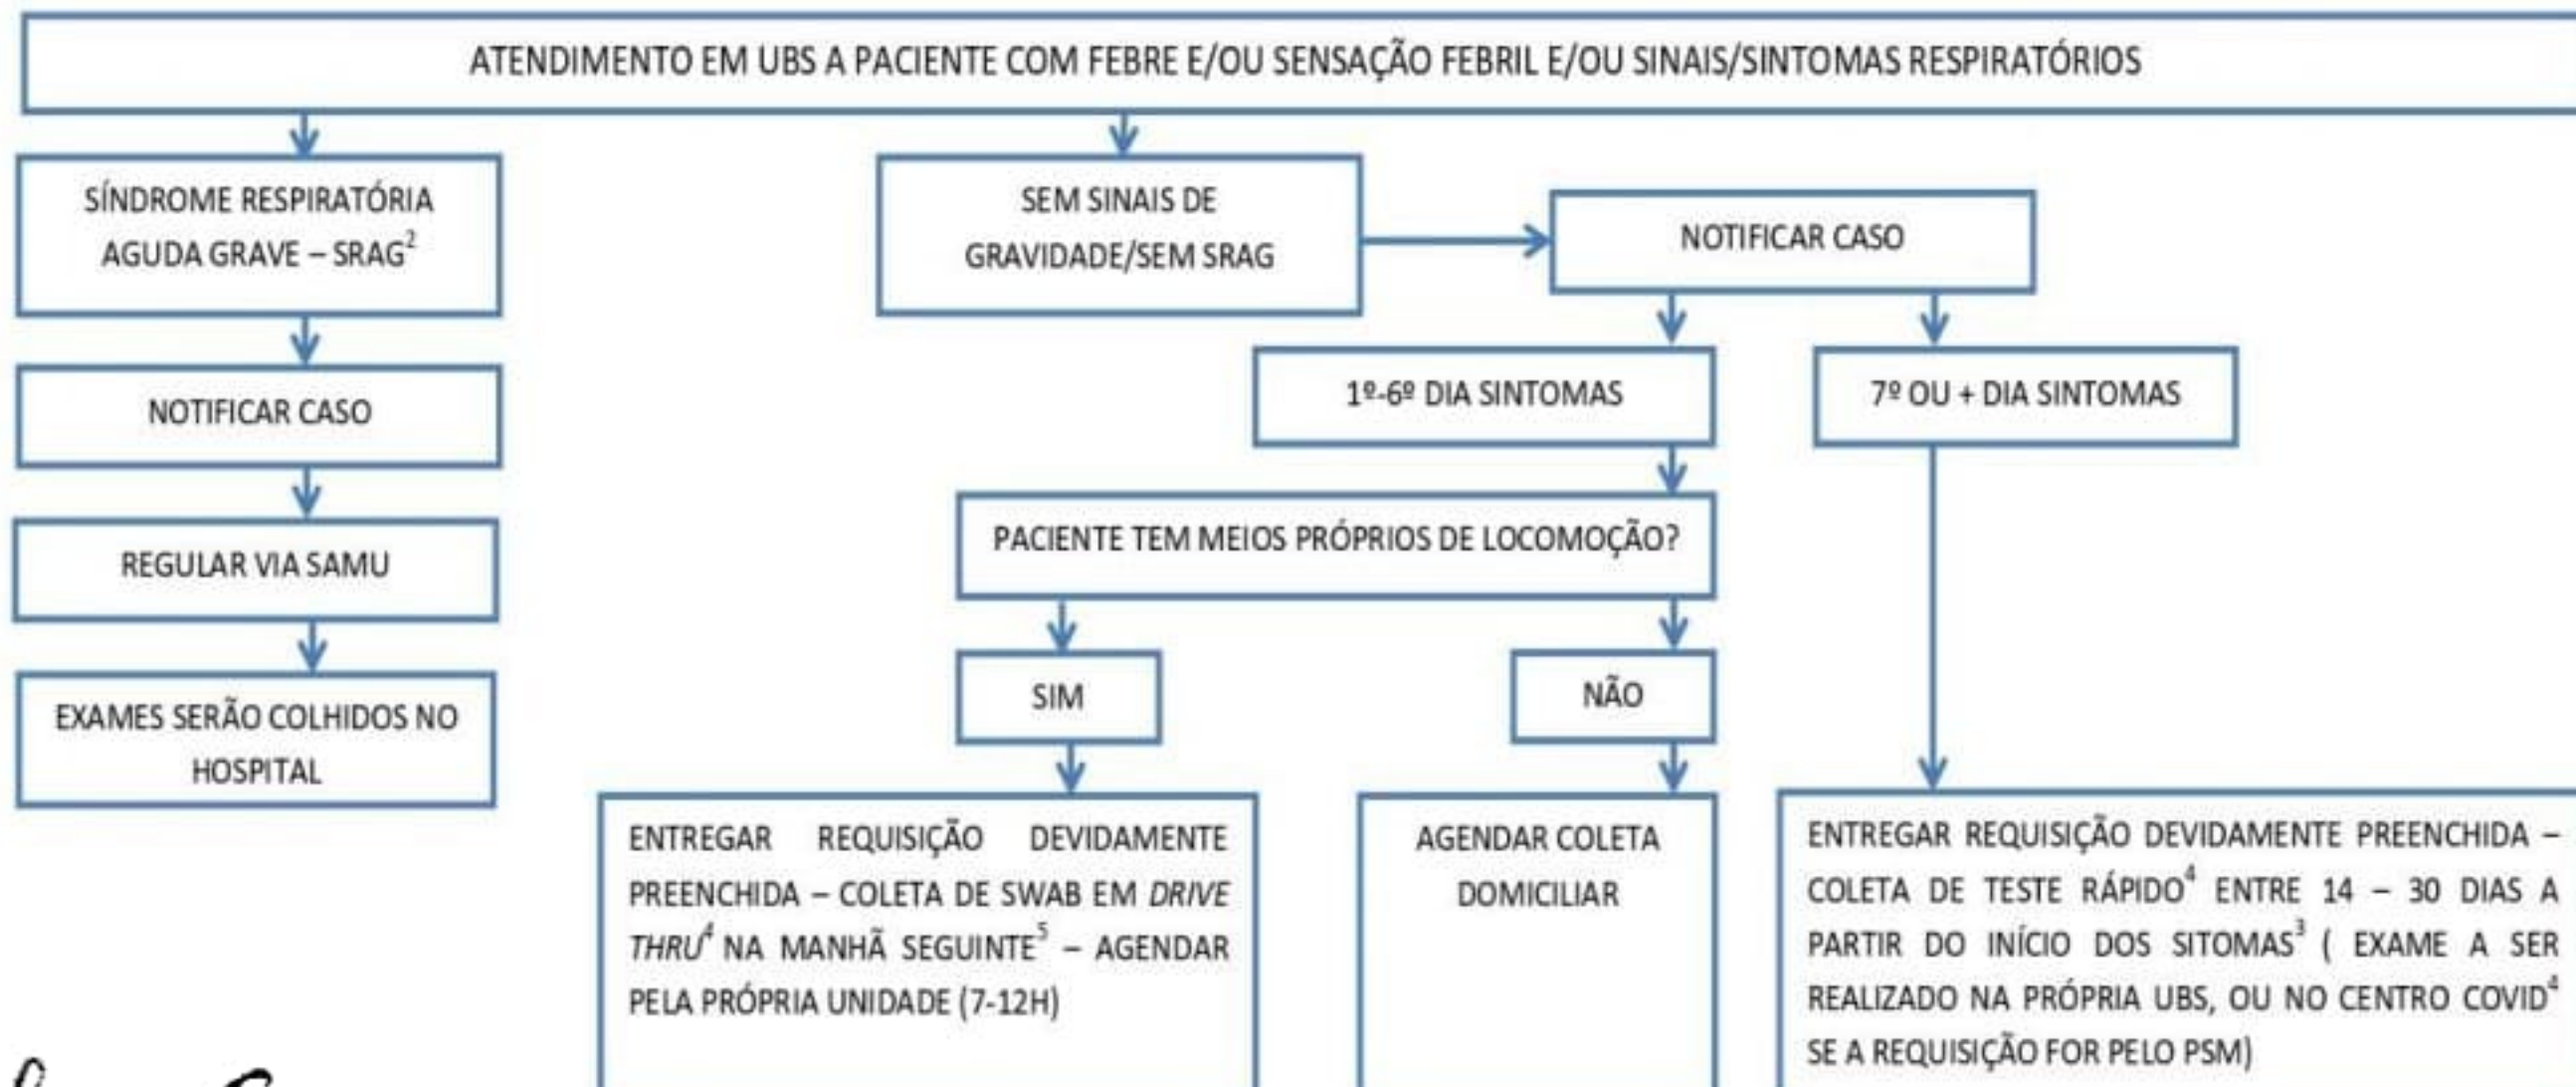 ATENDIMENTO EM UBS A PACIENTE COM FEBRE E/OU SENSAÇÃO FEBRIL E/OU SINAIS/SINTOMAS RESPIRATÓRIOS
SÍNDROME RESPIRATÓRIA
AGUDA GRAVE – SRAG²
NOTIFICAR CASO
REGULAR VIA SAMU
EXAMES SERÃO COLHIDOS NO
HOSPITAL
SEM SINAIS DE
GRAVIDADE/SEM SRAG
NOTIFICAR CASO
1º-6º DIA SINTOMAS
7º OU + DIA SINTOMAS
PACIENTE TEM MEIOS PRÓPRIOS DE LOCOMOÇÃO?
SIM
NÃO
ENTREGAR REQUISIÇÃO DEVIDAMENTE
PREENCHIDA – COLETA DE SWAB EM DRIVE
THRU⁴ NA MANHÃ SEGUINTE⁵ – AGENDAR
PELA PRÓPRIA UNIDADE (7-12H)
AGENDAR COLETA
DOMICILIAR
ENTREGAR REQUISIÇÃO DEVIDAMENTE PREENCHIDA –
COLETA DE TESTE RÁPIDO⁴ ENTRE 14 – 30 DIAS A
PARTIR DO INÍCIO DOS SITOMAS³ ( EXAME A SER
REALIZADO NA PRÓPRIA UBS, OU NO CENTRO COVID⁴
SE A REQUISIÇÃO FOR PELO PSM)